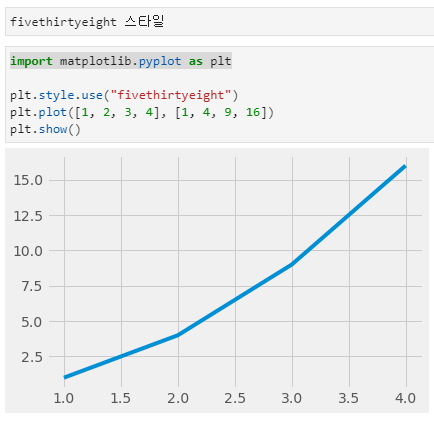 fivethirtyeight 스타일
import matplotlib.pyplot as plt
plt.style.use("fivethirtyeight")
plt.plot([1, 2, 3, 4], [1, 4, 9, 16])
plt.show()
15.0
12.5
10.0
7.5
5.0
2.5
1.0 1.5 2.0 2.5 3.0 3.5 4.0